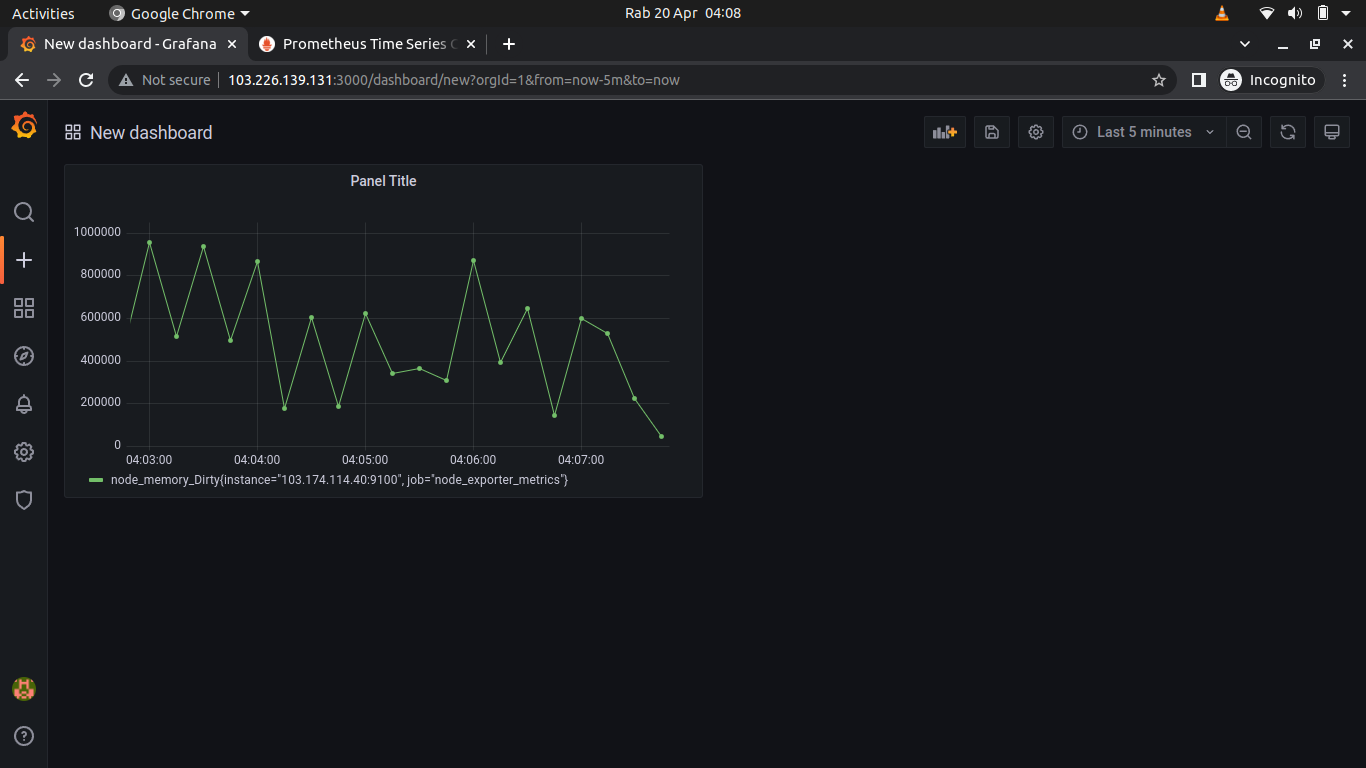 Activities Google Chrome Rab 20 Apr 04:08
New dashboard - Grafana Prometheus Time Series
Not secure 103.226.139.131:3000/dashboard/new?orgId=1&from=now-5m&to=now Incognito
New dashboard Last 5 minutes
Panel Title
1000000
800000
600000
400000
200000
0
04:03:00 04:04:00 04:05:00 04:06:00 04:07:00
node_memory_Dirty{instance="103.174.114.40:9100", job="node_exporter_metrics"}